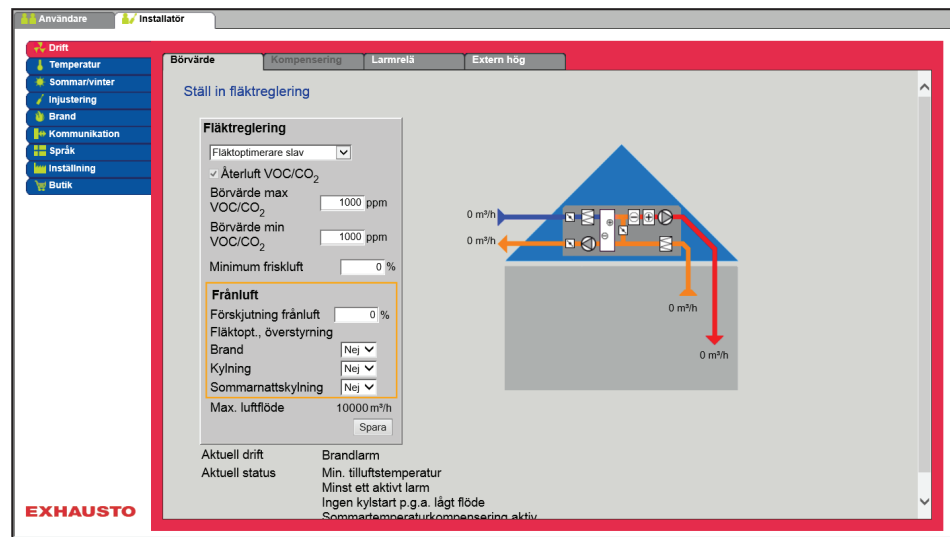 Användare
Installatör
Drift
Temperatur
Sommar/vinter
Injustering
Brand
Kommunikation
Språk
Inställning
Butik
EXHAUSTO
Börvärde
Kompensering
Larmrelä
Extern hög
Ställ in fläktreglering
Fläktreglering
Fläktoptimerare slav
Återluft VOC/CO2
Börvärde max
VOC/CO2 1000 ppm
Börvärde min
VOC/CO2 1000 ppm
Minimum friskluft 0 %
Frånluft
Förskjutning frånluft 0 %
Fläktopt., överstyrning
Brand Nej
Kylning Nej
Sommarnattskylning Nej
Max. luftflöde 10000 m³/h
Spara
0 m³/h
0 m³/h
0 m³/h
0 m³/h
Aktuell drift Brandlarm
Aktuell status Min. tilluftstemperatur
Minst ett aktivt larm
Ingen kylstart p.g.a. lågt flöde
Sommartemperaturkompensering aktiv